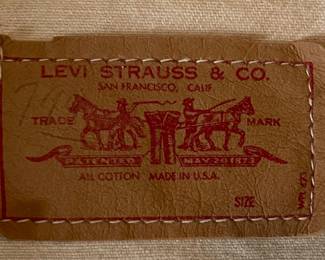 LEVI STRAUSS & CO.
SAN FRANCISCO, CALIF.
TRADE MARK
PATENTED MAY 20 1873
ALL COTTON MADE IN U.S.A.
SIZE